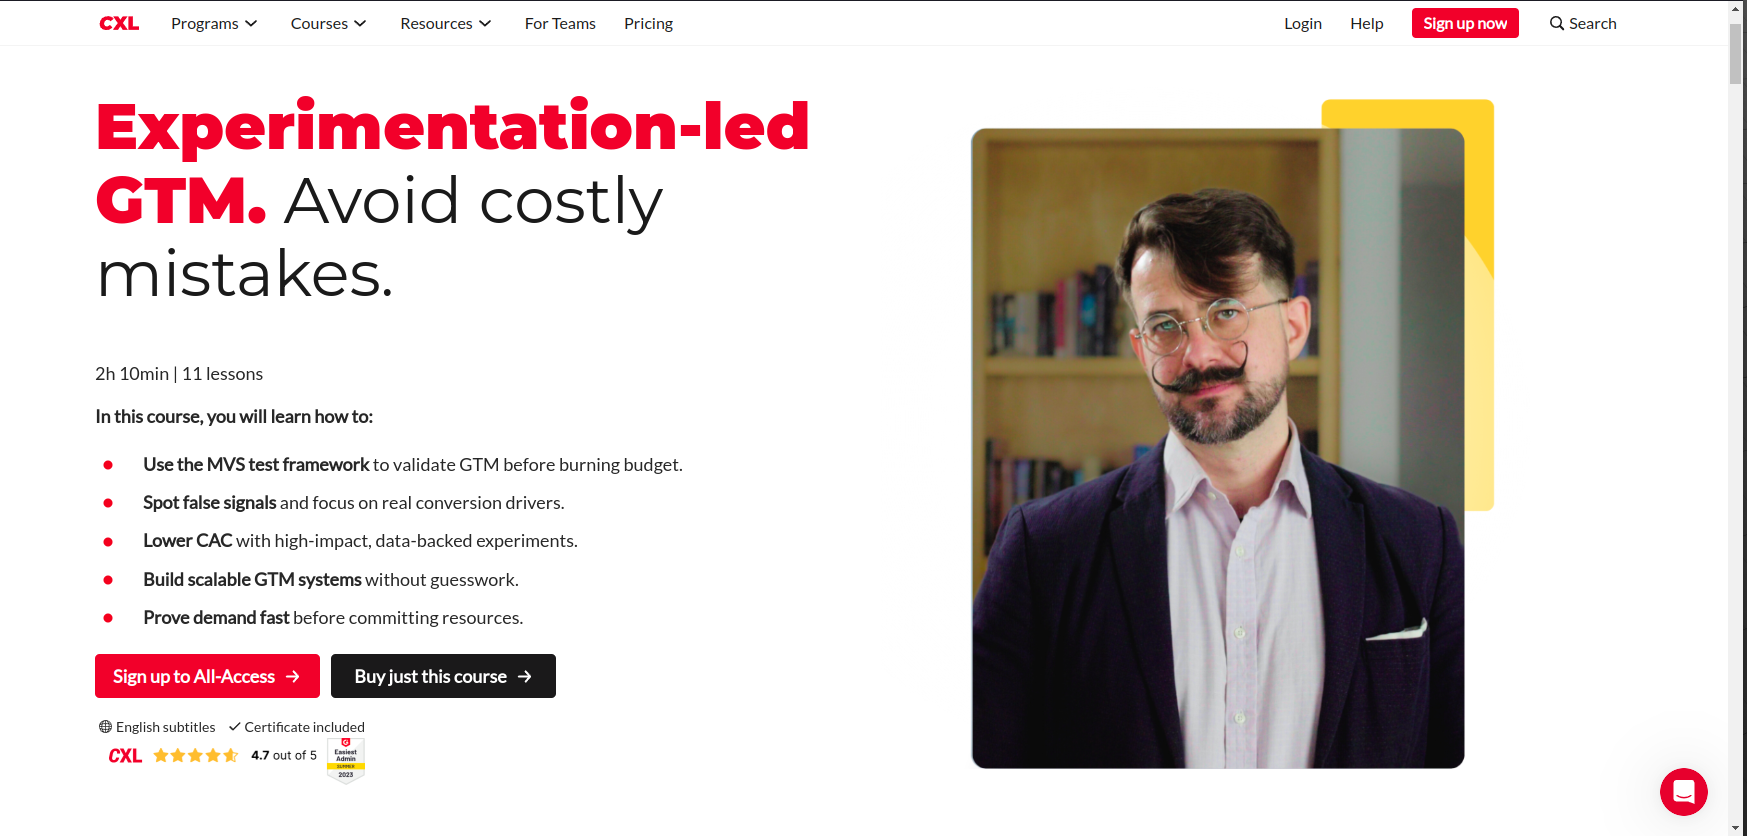 CXL Programs Courses Resources For Teams Pricing Login Help Sign up now Search
Experimentation-led
GTM. Avoid costly
mistakes.
2h 10min | 11 lessons
In this course, you will learn how to:
Use the MVS test framework to validate GTM before burning budget.
Spot false signals and focus on real conversion drivers.
Lower CAC with high-impact, data-backed experiments.
Build scalable GTM systems without guesswork.
Prove demand fast before committing resources.
Sign up to All-Access → Buy just this course →
English subtitles ✓ Certificate included
CXL 4.7 out of 5
G
Easiest
Admin
SUMMER
2023